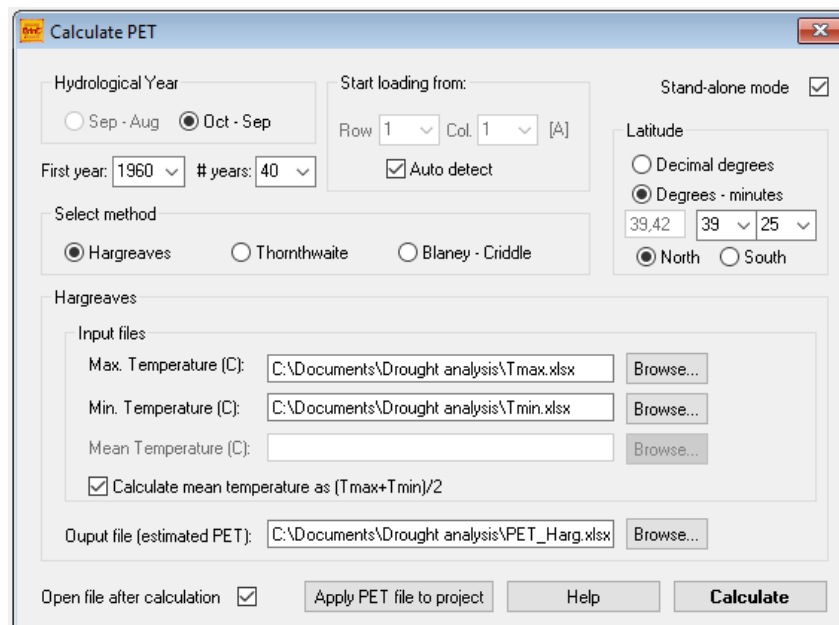 DrinC
Calculate PET
Hydrological Year
Sep - Aug Oct - Sep
First year: 1960 # years: 40
Start loading from:
Row 1 Col. 1 [A]
Auto detect
Stand-alone mode
Latitude
Decimal degrees
Degrees - minutes
39,42 39 25
North South
Select method
Hargreaves Thornthwaite Blaney - Criddle
Hargreaves
Input files
Max. Temperature (C): C:\Documents\Drought analysis\Tmax.xlsx Browse...
Min. Temperature (C): C:\Documents\Drought analysis\Tmin.xlsx Browse...
Mean Temperature (C): Browse...
Calculate mean temperature as (Tmax+Tmin)/2
Ouput file (estimated PET): C:\Documents\Drought analysis\PET_Harg.xlsx Browse...
Open file after calculation Apply PET file to project Help Calculate